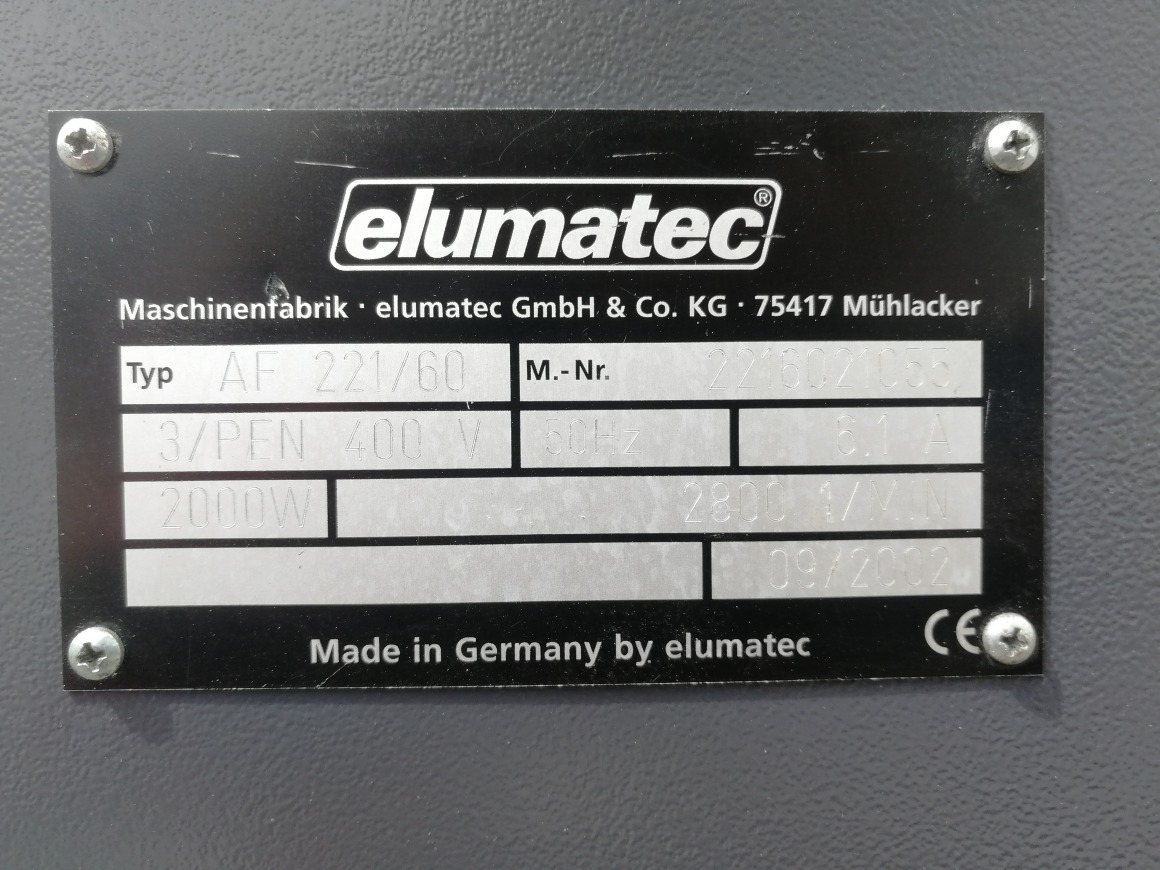 elumatec®
Maschinenfabrik · elumatec GmbH & Co. KG · 75417 Mühlacker
Typ AF 221/60 M.-Nr. 2216021055
3/PEN 400 V 50Hz 6.1 A
2000W 2800 1/MIN
09/2002
Made in Germany by elumatec CE